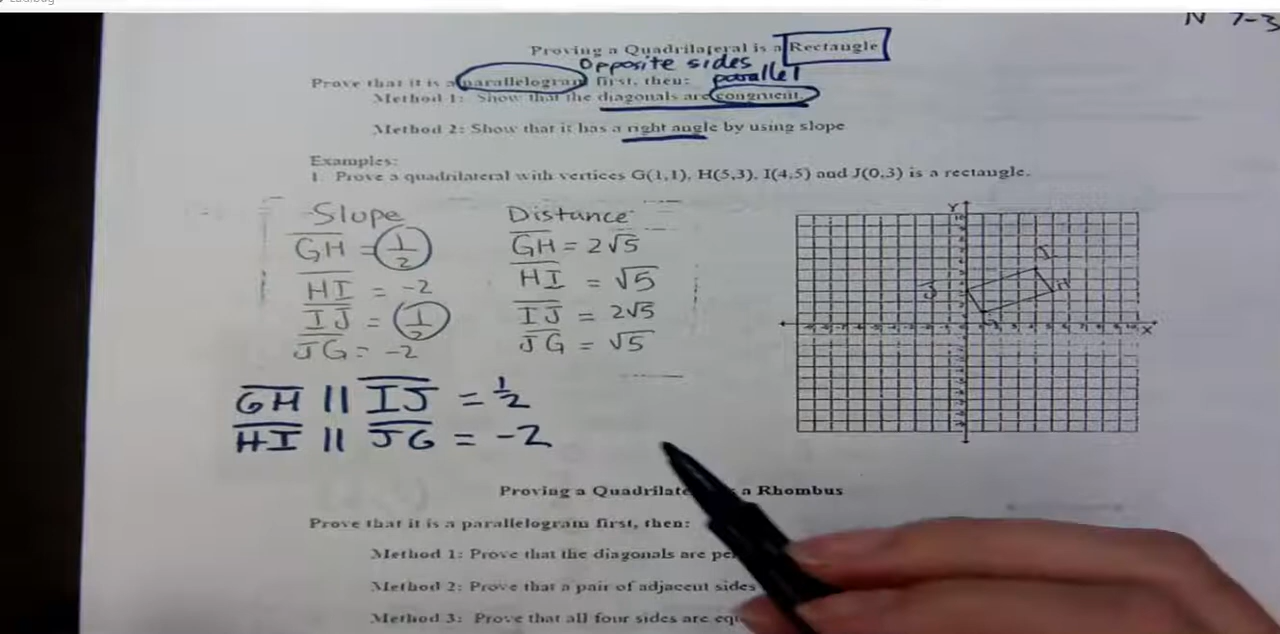 N 7-3
Proving a Quadrilateral is a Rectangle
Opposite sides
Prove that it is a parallelogram first, then: parallel
Method 1: Show that the diagonals are congruent.
Method 2: Show that it has a right angle by using slope
Examples:
1. Prove a quadrilateral with vertices G(1,1), H(5,3), I(4,5) and J(0,3) is a rectangle.
Slope Distance
GH = 1/2 GH = 2√5
HI = -2 HI = √5
IJ = 1/2 IJ = 2√5
JG = -2 JG = √5
GH || IJ = 1/2
HI || JG = -2
Y
J
H
X
Proving a a Rhombus
Prove that it is a parallelogram first, then:
Method 1: Prove that the diagonals are
Method 2: Prove that a pair of adjacent sides
Method 3: Prove that all four sides are